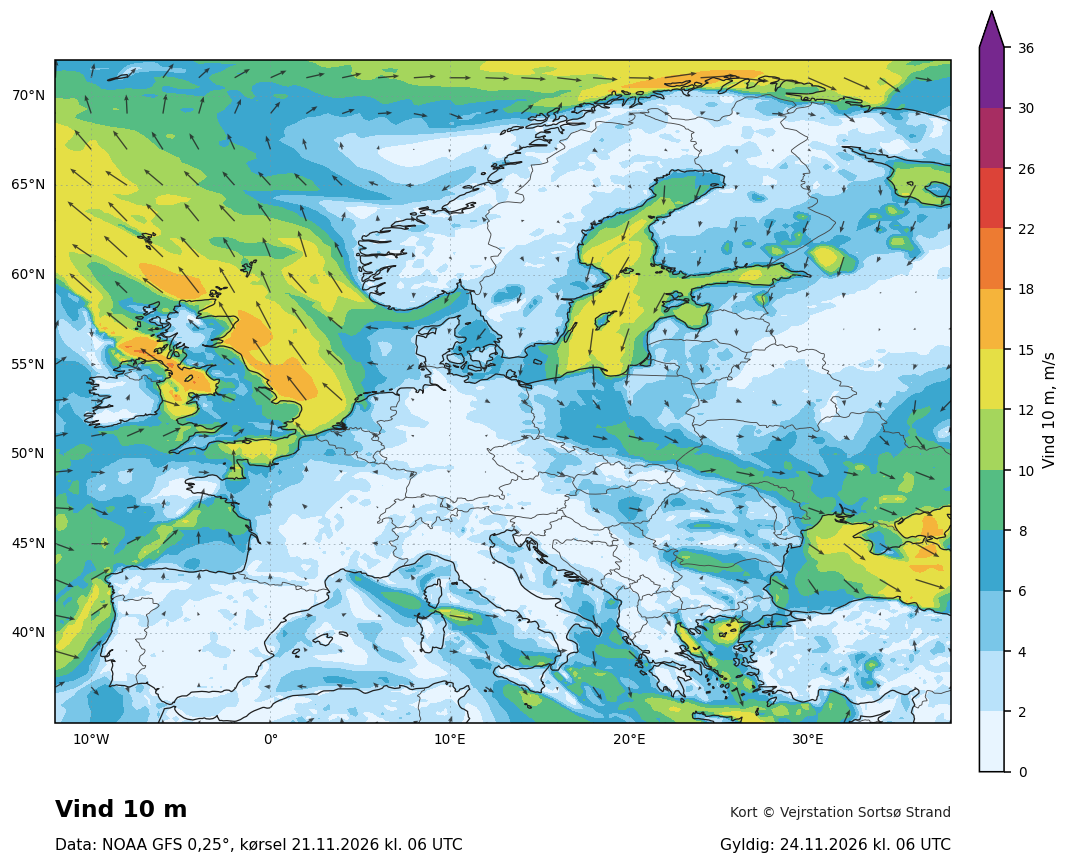 36
30
26
22
18
15
12
10
8
6
4
2
0
Vind 10 m, m/s
70°N
65°N
60°N
55°N
50°N
45°N
40°N
10°W 0° 10°E 20°E 30°E
Vind 10 m
Kort © Vejrstation Sortsø Strand
Data: NOAA GFS 0,25°, kørsel 21.11.2026 kl. 06 UTC
Gyldig: 24.11.2026 kl. 06 UTC